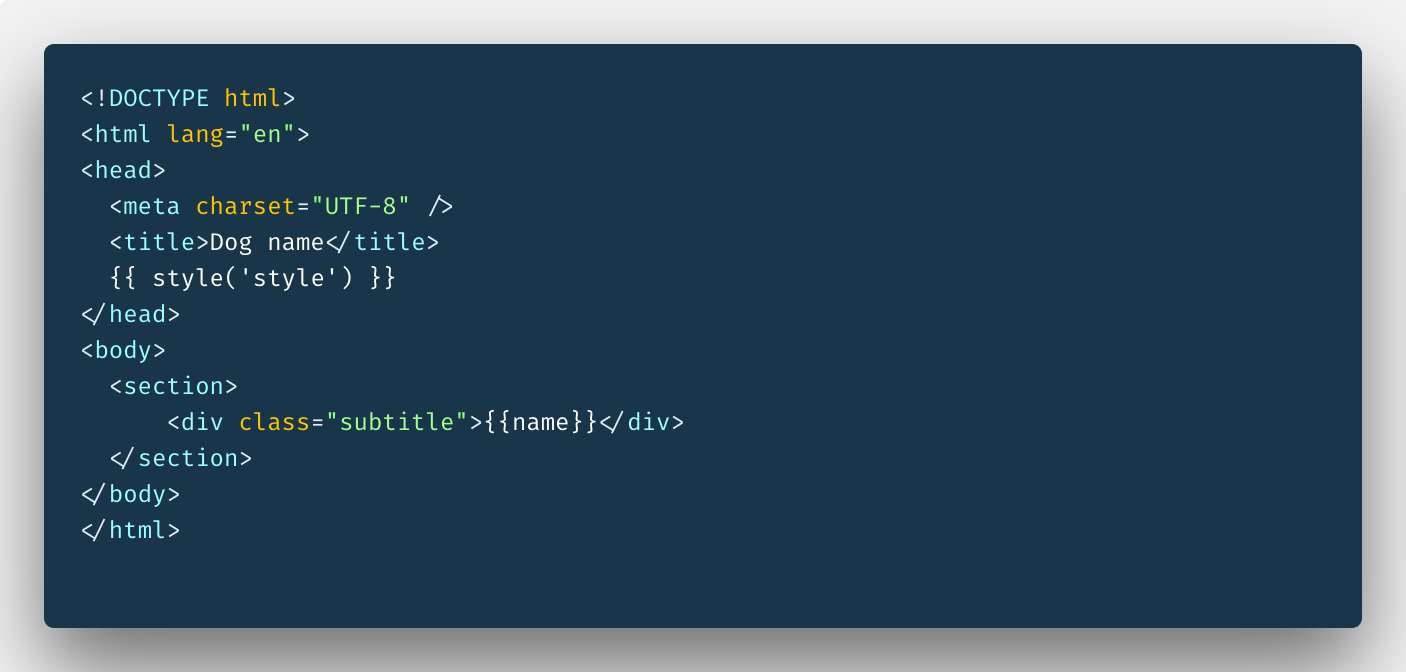 <!DOCTYPE html>
<html lang="en">
<head>
  <meta charset="UTF-8" />
  <title>Dog name</title>
  {{ style('style') }}
</head>
<body>
  <section>
      <div class="subtitle">{{name}}</div>
  </section>
</body>
</html>